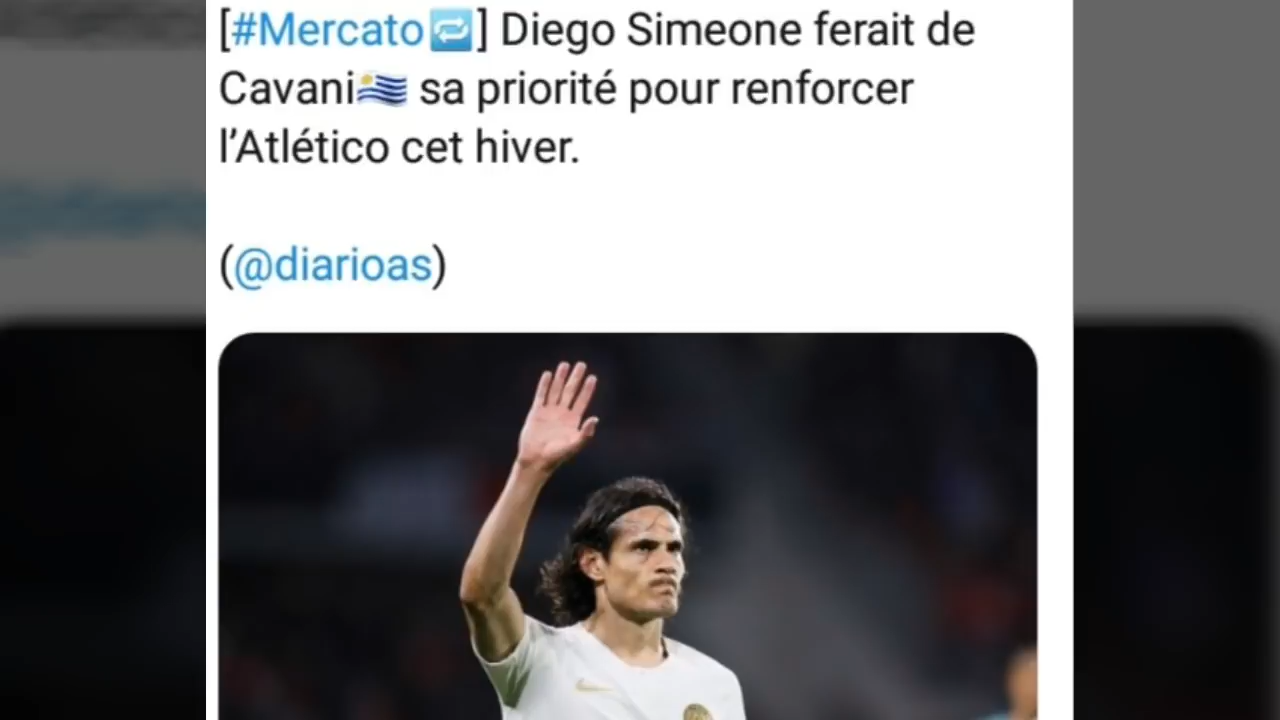 [#Mercato🔁] Diego Simeone ferait de
Cavani🇺🇾 sa priorité pour renforcer
l’Atlético cet hiver.
(@diarioas)